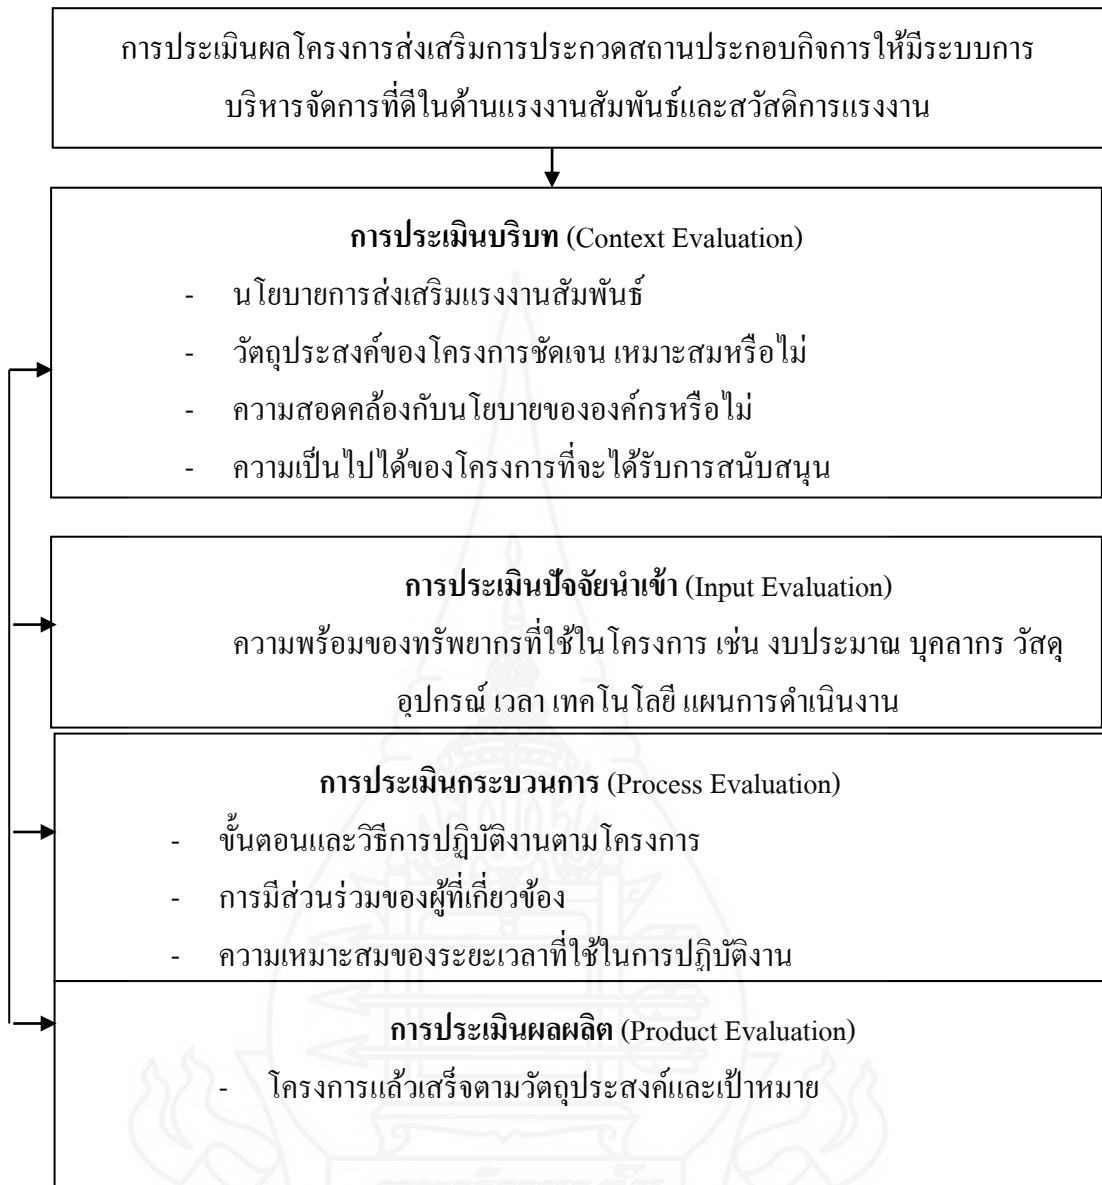 การประเมินผลโครงการส่งเสริมการประกวดสถานประกอบกิจการให้มีระบบการ
บริหารจัดการที่ดีในด้านแรงงานสัมพันธ์และสวัสดิการแรงงาน
การประเมินบริบท (Context Evaluation)
- นโยบายการส่งเสริมแรงงานสัมพันธ์
- วัตถุประสงค์ของโครงการชัดเจน เหมาะสมหรือไม่
- ความสอดคล้องกับนโยบายขององค์กรหรือไม่
- ความเป็นไปได้ของโครงการที่จะได้รับการสนับสนุน
การประเมินปัจจัยนำเข้า (Input Evaluation)
ความพร้อมของทรัพยากรที่ใช้ในโครงการ เช่น งบประมาณ บุคลากร วัสดุ
อุปกรณ์ เวลา เทคโนโลยี แผนการดำเนินงาน
การประเมินกระบวนการ (Process Evaluation)
- ขั้นตอนและวิธีการปฏิบัติงานตามโครงการ
- การมีส่วนร่วมของผู้ที่เกี่ยวข้อง
- ความเหมาะสมของระยะเวลาที่ใช้ในการปฏิบัติงาน
การประเมินผลผลิต (Product Evaluation)
- โครงการแล้วเสร็จตามวัตถุประสงค์และเป้าหมาย